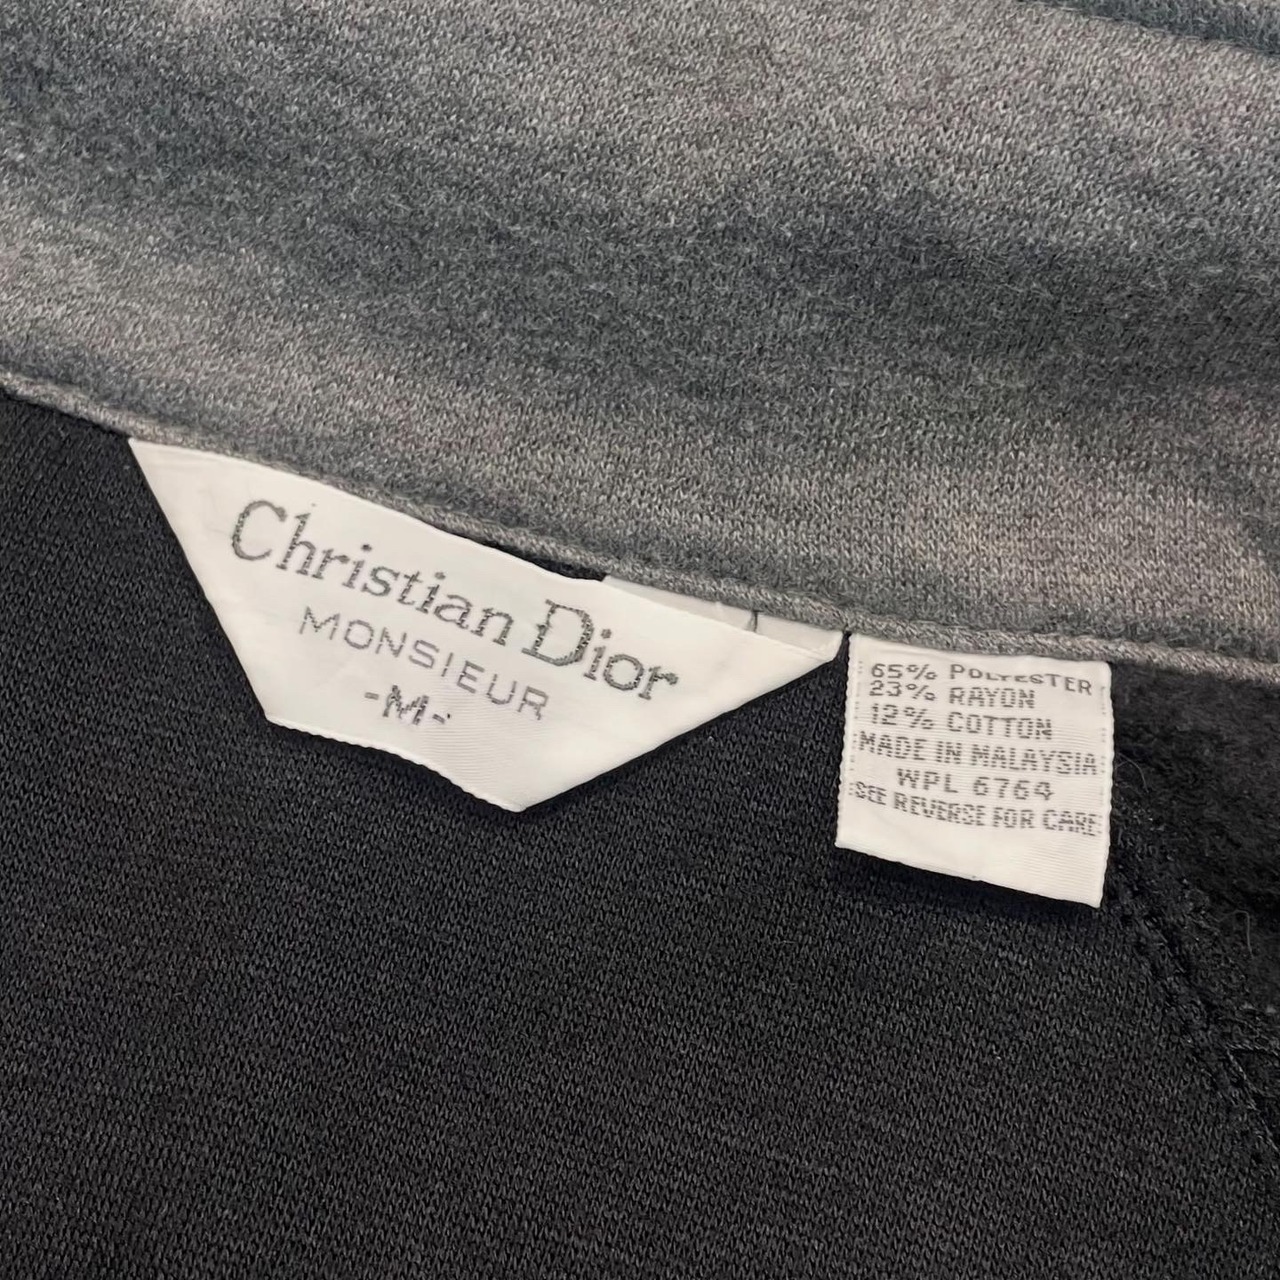 Christian Dior
MONSIEUR
-M-
65% POLYESTER
23% RAYON
12% COTTON
MADE IN MALAYSIA
WPL 6764
SEE REVERSE FOR CARE